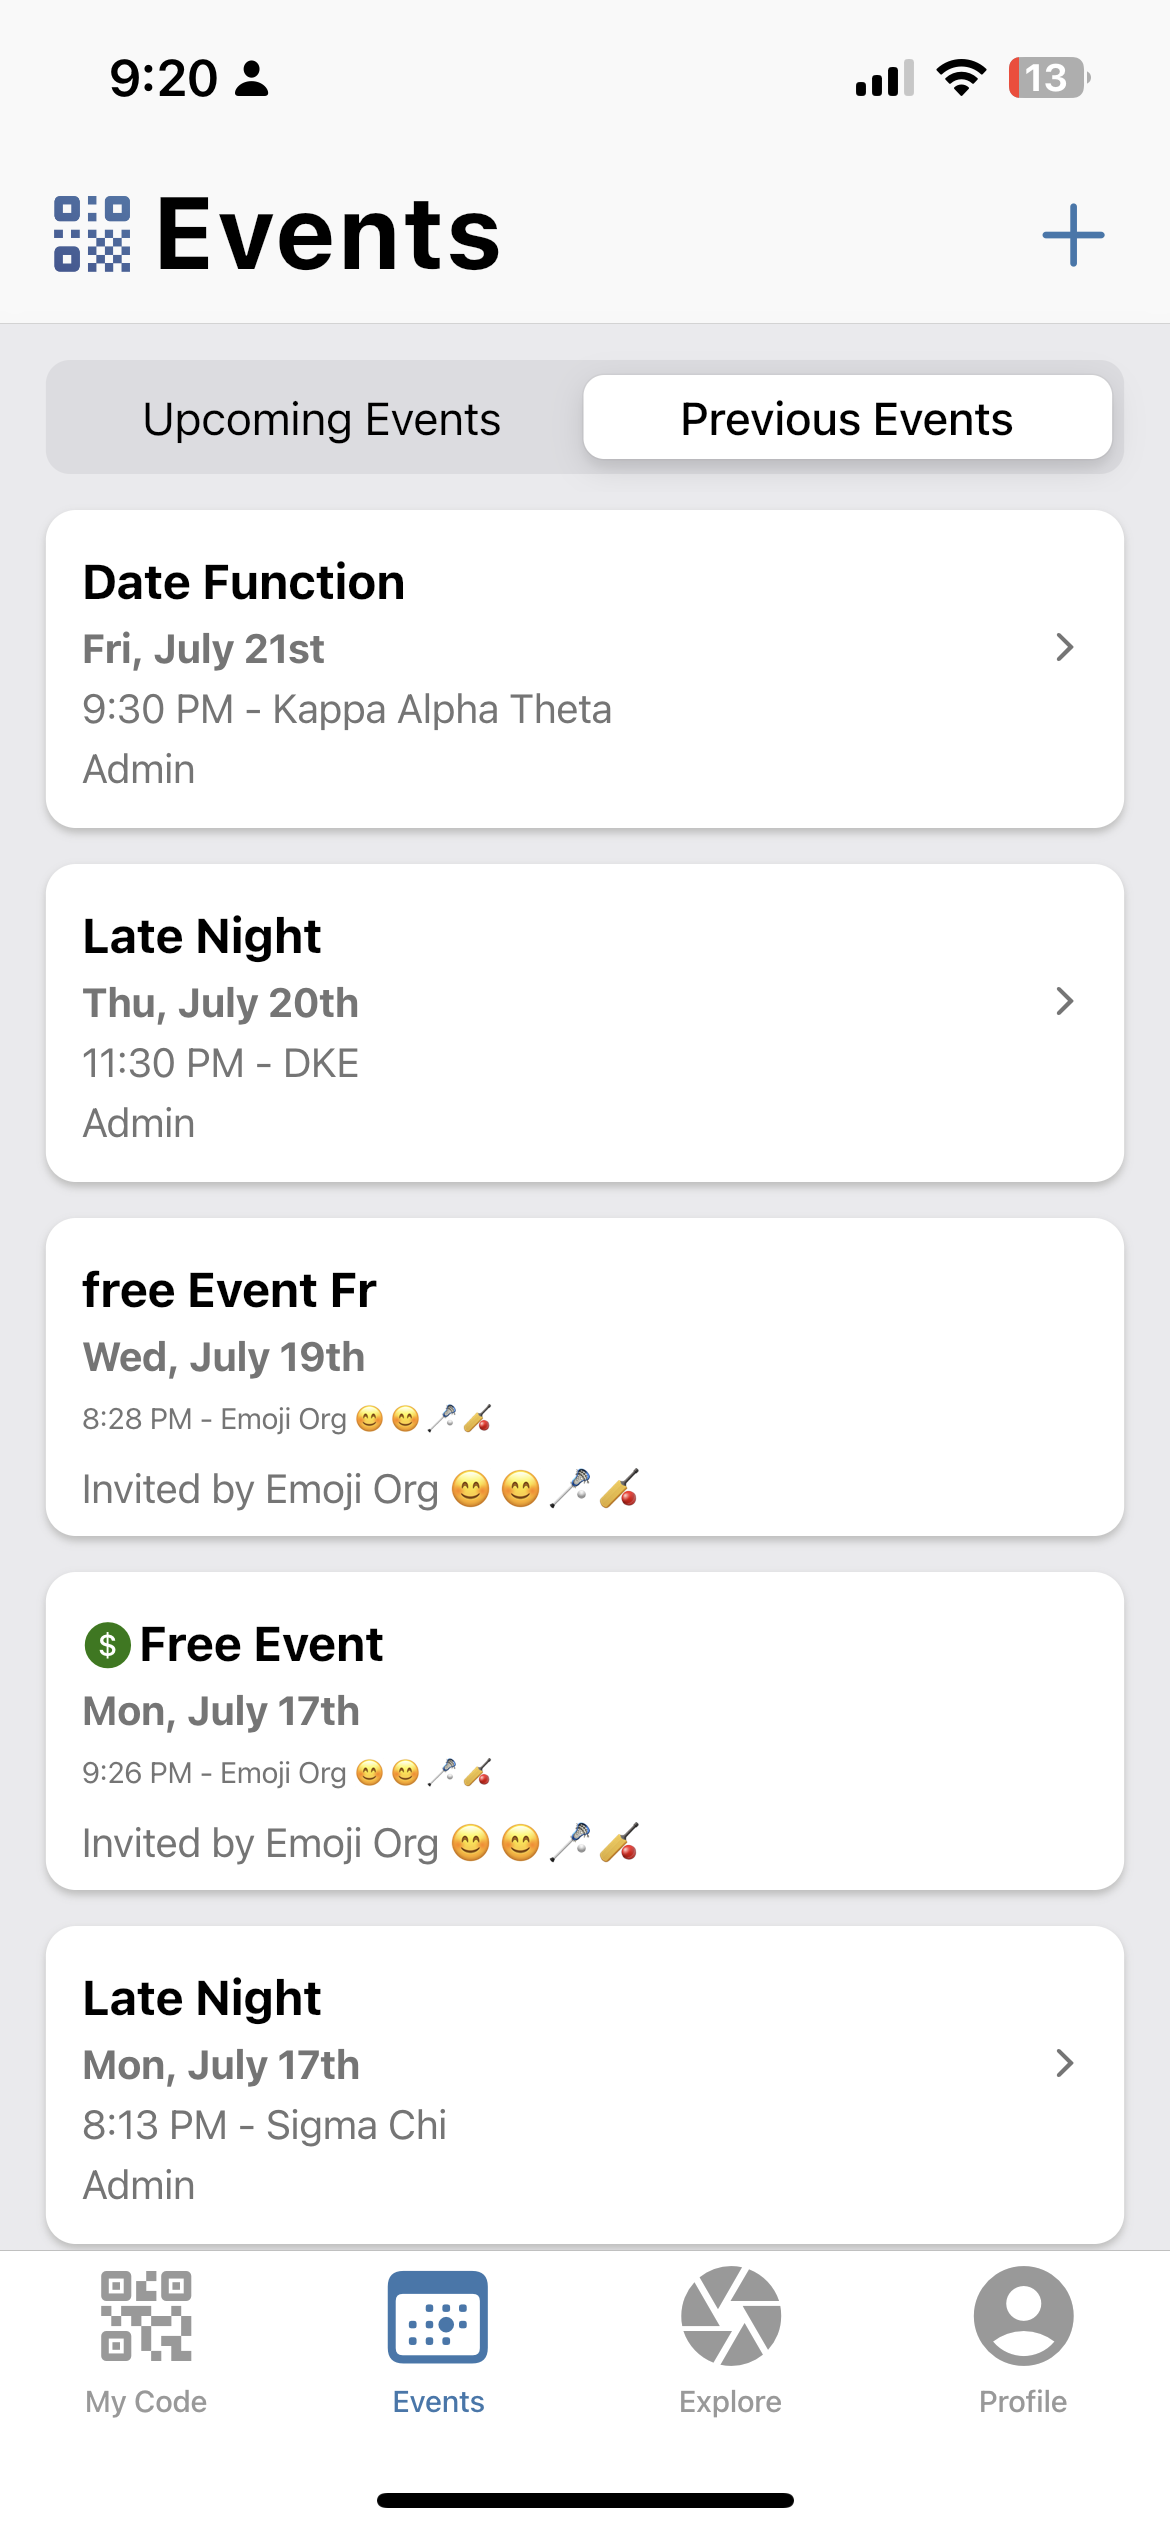 9:20
13
Events
Upcoming Events
Previous Events
Date Function
Fri, July 21st
9:30 PM - Kappa Alpha Theta
Admin
Late Night
Thu, July 20th
11:30 PM - DKE
Admin
free Event Fr
Wed, July 19th
8:28 PM - Emoji Org 😊 😊 🥍 🏏
Invited by Emoji Org 😊 😊 🥍 🏏
$ Free Event
Mon, July 17th
9:26 PM - Emoji Org 😊 😊 🥍 🏏
Invited by Emoji Org 😊 😊 🥍 🏏
Late Night
Mon, July 17th
8:13 PM - Sigma Chi
Admin
My Code
Events
Explore
Profile